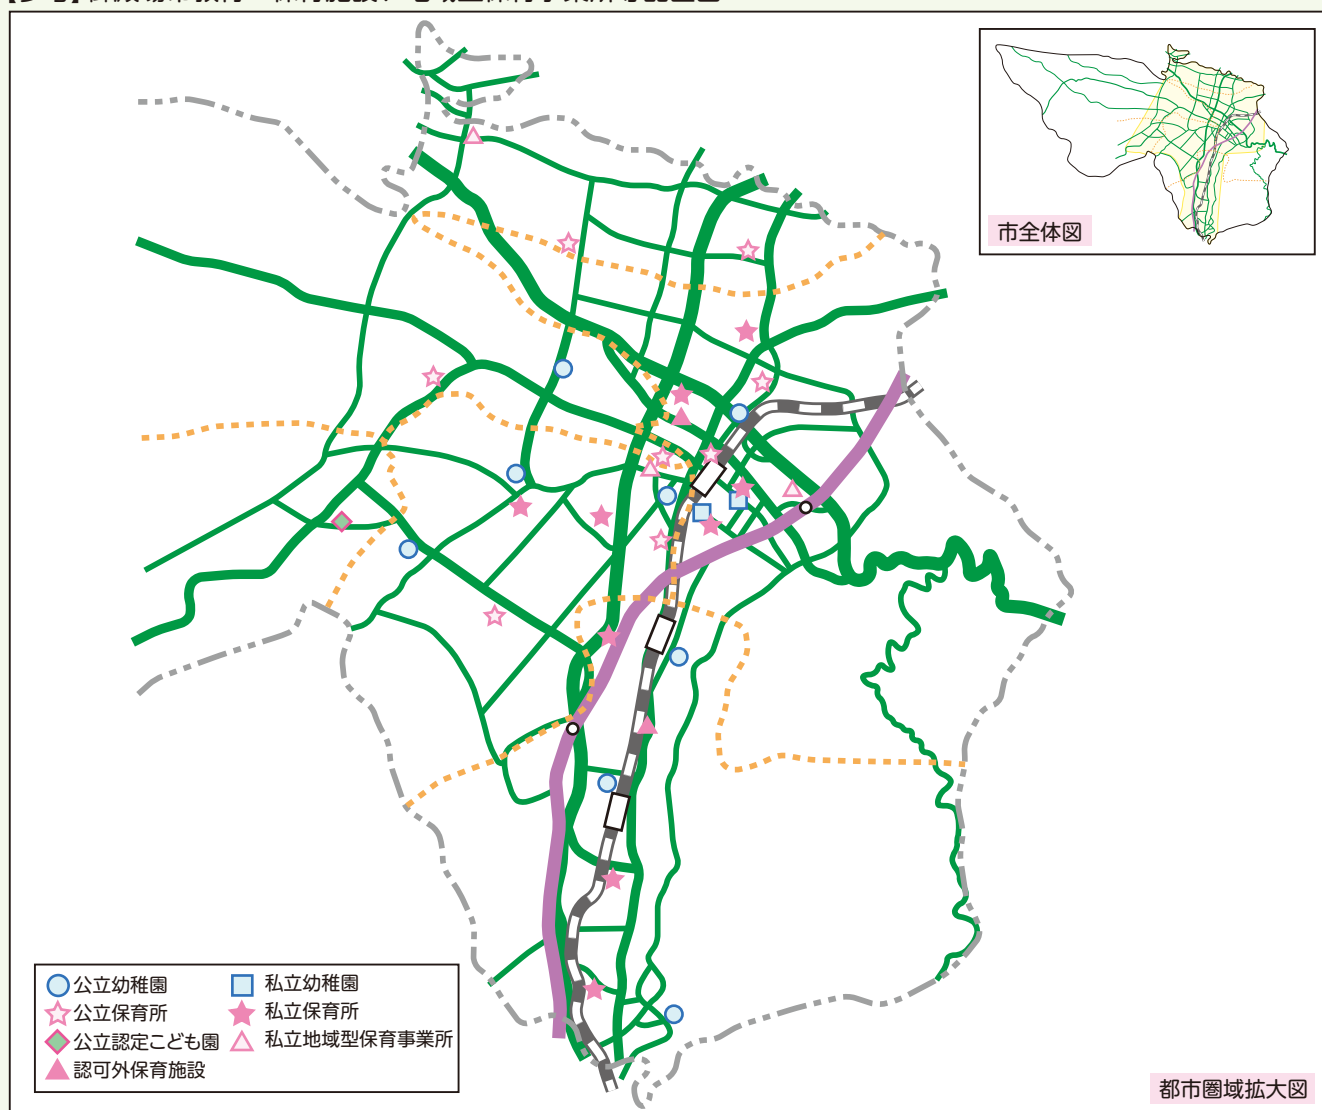 市全体図
公立幼稚園
私立幼稚園
公立保育所
私立保育所
公立認定こども園
私立地域型保育事業所
認可外保育施設
都市圏域拡大図